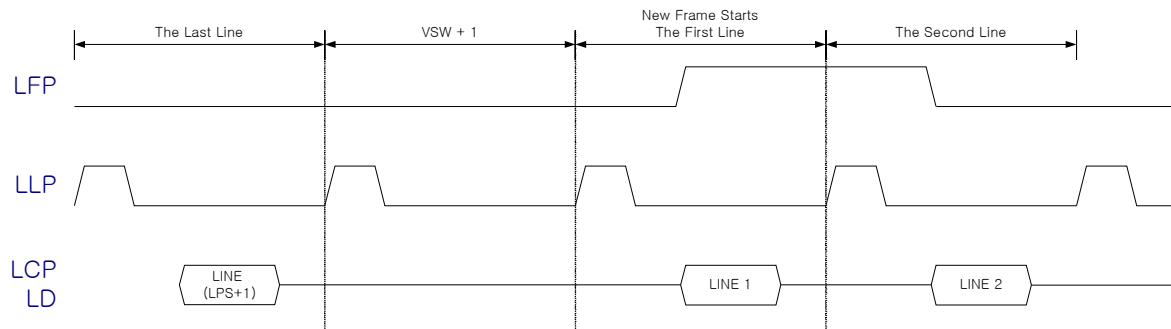 New Frame Starts
The Last Line
VSW + 1
The First Line
The Second Line
LFP
LLP
LCP
LD
LINE
(LPS+1)
LINE 1
LINE 2